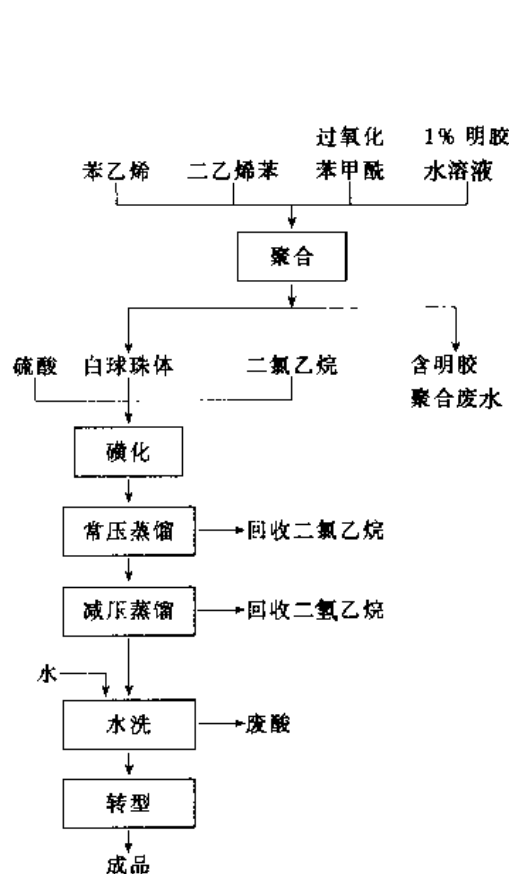 过氧化 1% 明胶
苯乙烯 二乙烯苯 苯甲酰 水溶液
聚合
硫酸 白球珠体 二氯乙烷 含明胶
聚合废水
磺化
常压蒸馏 回收二氯乙烷
减压蒸馏 回收二氢乙烷
水
水洗 废酸
转型
成品